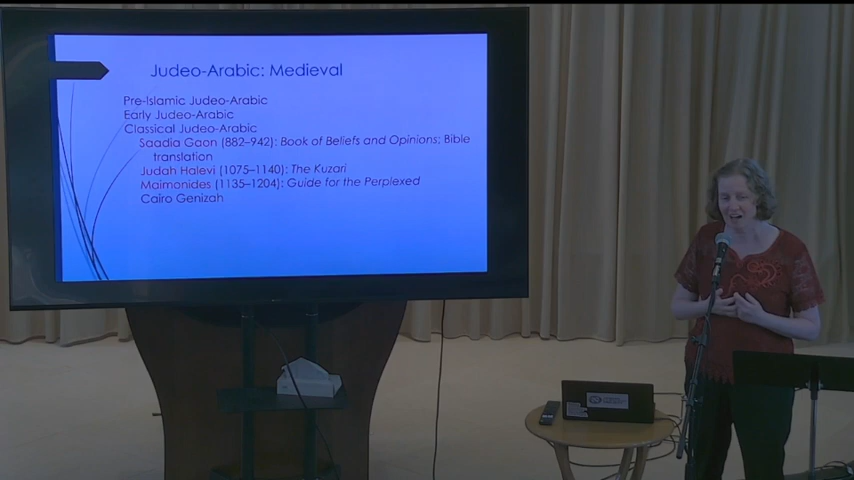 Judeo-Arabic: Medieval
Pre-Islamic Judeo-Arabic
Early Judeo-Arabic
Classical Judeo-Arabic
Saadia Gaon (882–942): Book of Beliefs and Opinions; Bible
translation
Judah Halevi (1075–1140): The Kuzari
Maimonides (1135–1204): Guide for the Perplexed
Cairo Genizah